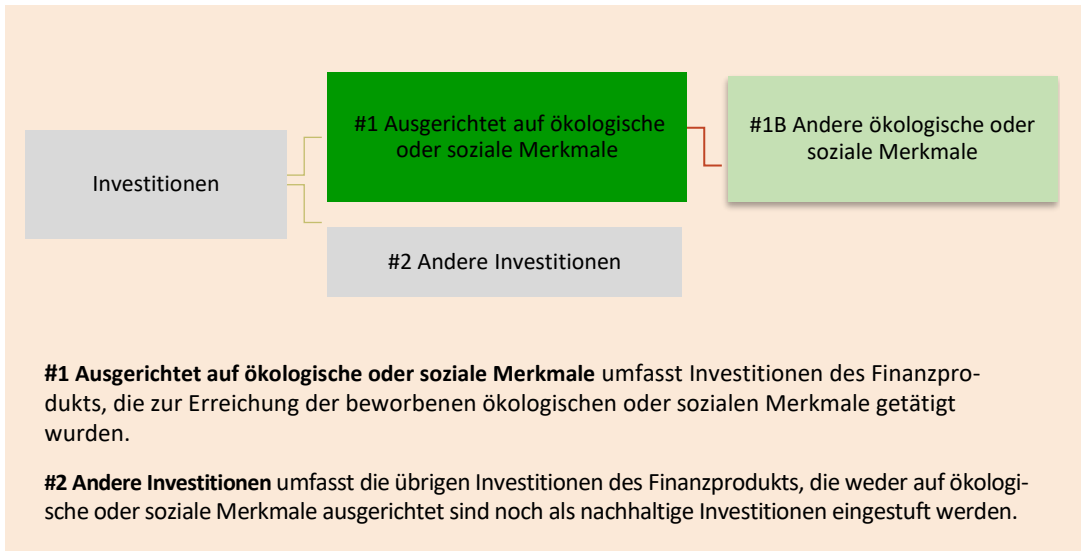 #1 Ausgerichtet auf ökologische
oder soziale Merkmale
#1B Andere ökologische oder
soziale Merkmale
Investitionen
#2 Andere Investitionen
#1 Ausgerichtet auf ökologische oder soziale Merkmale umfasst Investitionen des Finanzpro-
dukts, die zur Erreichung der beworbenen ökologischen oder sozialen Merkmale getätigt
wurden.
#2 Andere Investitionen umfasst die übrigen Investitionen des Finanzprodukts, die weder auf ökologi-
sche oder soziale Merkmale ausgerichtet sind noch als nachhaltige Investitionen eingestuft werden.